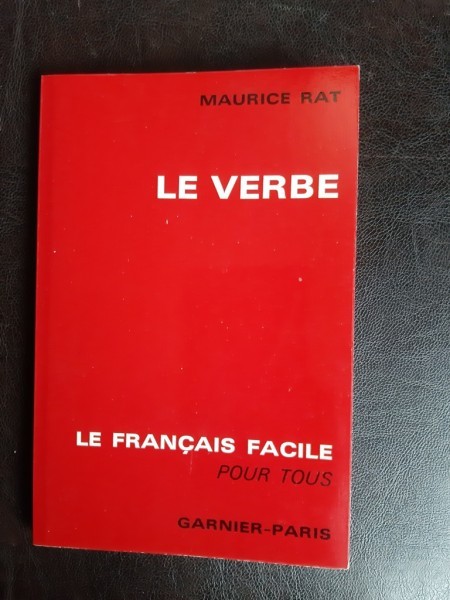 MAURICE RAT
LE VERBE
LE FRANÇAIS FACILE
POUR TOUS
GARNIER-PARIS